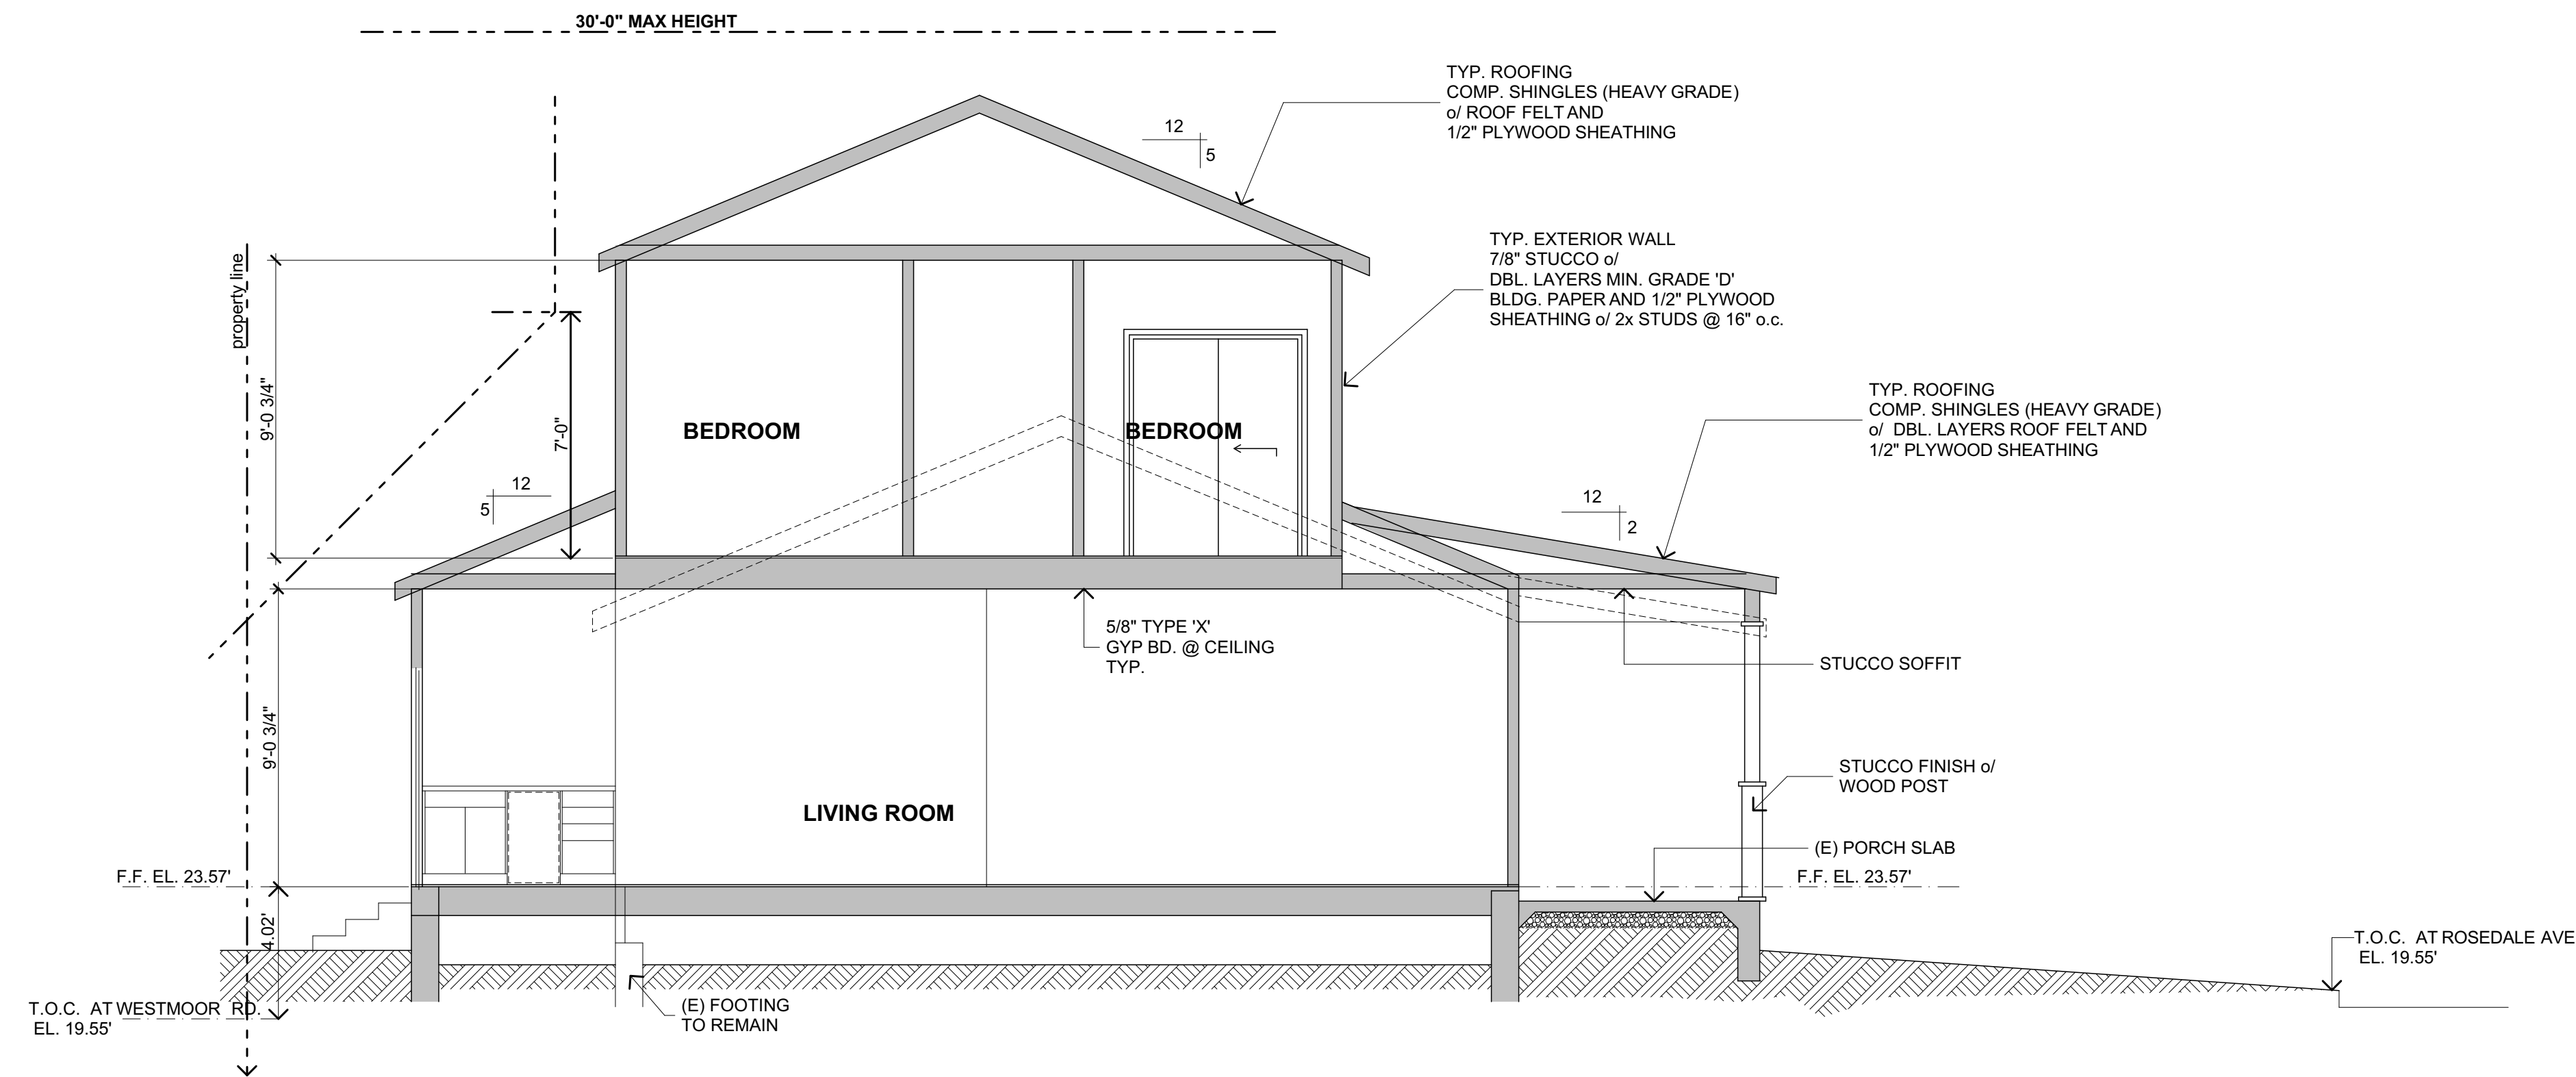 30'-0" MAX HEIGHT
TYP. ROOFING
COMP. SHINGLES (HEAVY GRADE)
o/ ROOF FELT AND
1/2" PLYWOOD SHEATHING
12
5
TYP. EXTERIOR WALL
7/8" STUCCO o/
DBL. LAYERS MIN. GRADE 'D'
BLDG. PAPER AND 1/2" PLYWOOD
SHEATHING o/ 2x STUDS @ 16" o.c.
property line
9'-0 3/4"
7'-0"
BEDROOM
BEDROOM
TYP. ROOFING
COMP. SHINGLES (HEAVY GRADE)
o/ DBL. LAYERS ROOF FELT AND
1/2" PLYWOOD SHEATHING
12
5
12
2
5/8" TYPE 'X'
GYP BD. @ CEILING
TYP.
STUCCO SOFFIT
9'-0 3/4"
STUCCO FINISH o/
WOOD POST
LIVING ROOM
(E) PORCH SLAB
F.F. EL. 23.57'
F.F. EL. 23.57'
4.02'
T.O.C. AT ROSEDALE AVE
EL. 19.55'
T.O.C. AT WESTMOOR RD.
EL. 19.55'
(E) FOOTING
TO REMAIN